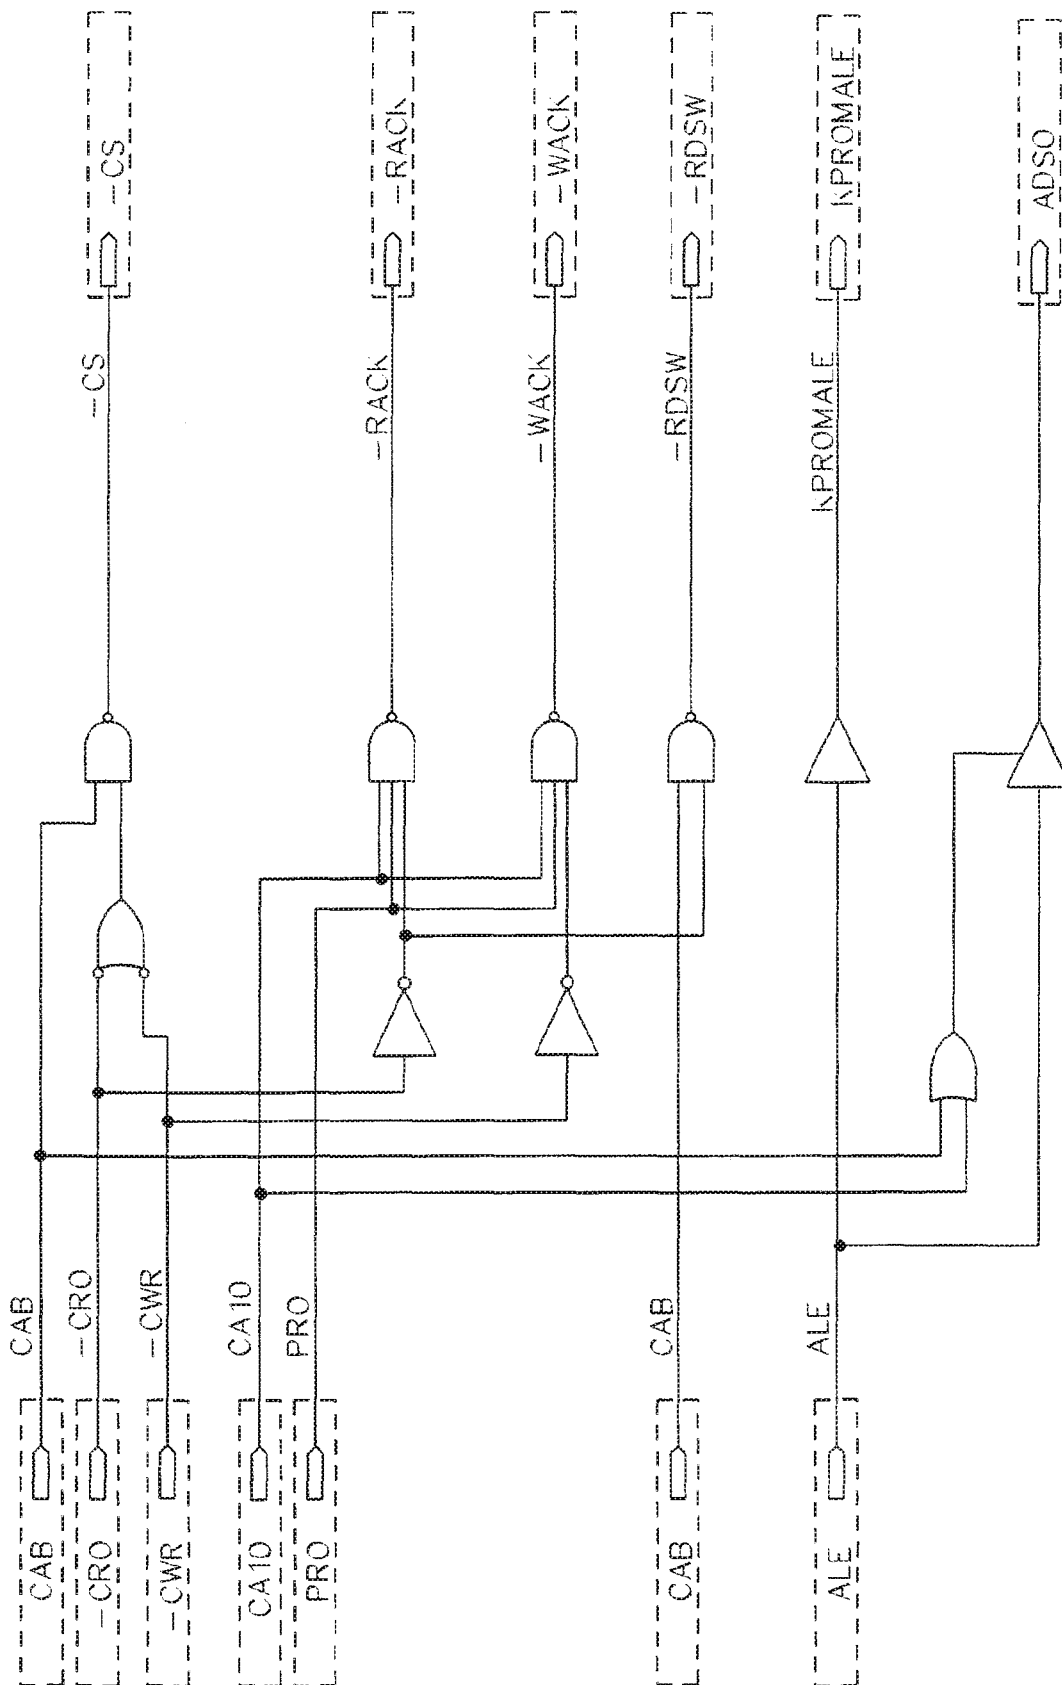 CAB
CAB
-CRO
-CRO
-CWR
-CWR
CA10
CA10
PRO
PRO
CAB
CAB
ALE
ALE
-CS
-CS
-RACK
-RACK
-WACK
-WACK
-RDSW
-RDSW
KPROMALE
KPROMALE
ADSO